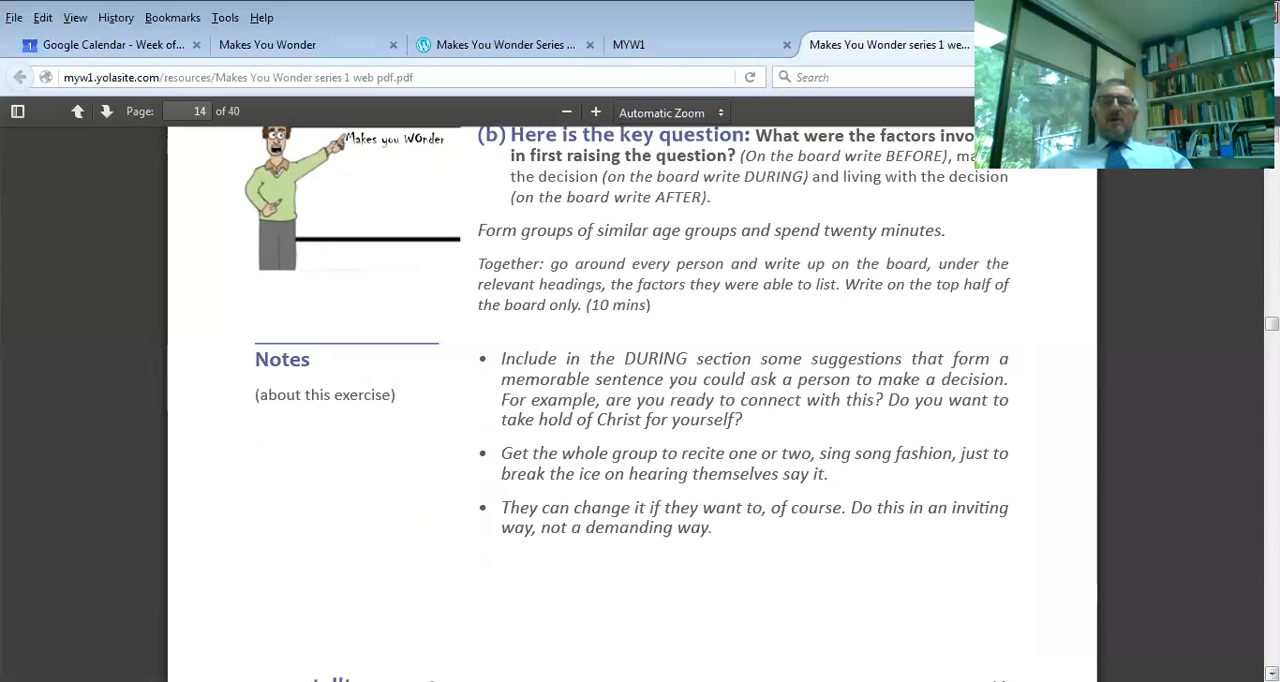 File Edit View History Bookmarks Tools Help
1 Google Calendar - Week of... × Makes You Wonder × Makes You Wonder Series ... × MYW1 × Makes You Wonder series 1 we...
myw1.yolasite.com/resources/Makes You Wonder series 1 web pdf.pdf Search
Page: 14 of 40 Automatic Zoom
Makes you WOnder
(b) Here is the key question: What were the factors invo
in first raising the question? (On the board write BEFORE), ma
the decision (on the board write DURING) and living with the decision
(on the board write AFTER).
Form groups of similar age groups and spend twenty minutes.
Together: go around every person and write up on the board, under the
relevant headings, the factors they were able to list. Write on the top half of
the board only. (10 mins)
Notes
(about this exercise)
• Include in the DURING section some suggestions that form a
memorable sentence you could ask a person to make a decision.
For example, are you ready to connect with this? Do you want to
take hold of Christ for yourself?
• Get the whole group to recite one or two, sing song fashion, just to
break the ice on hearing themselves say it.
• They can change it if they want to, of course. Do this in an inviting
way, not a demanding way.